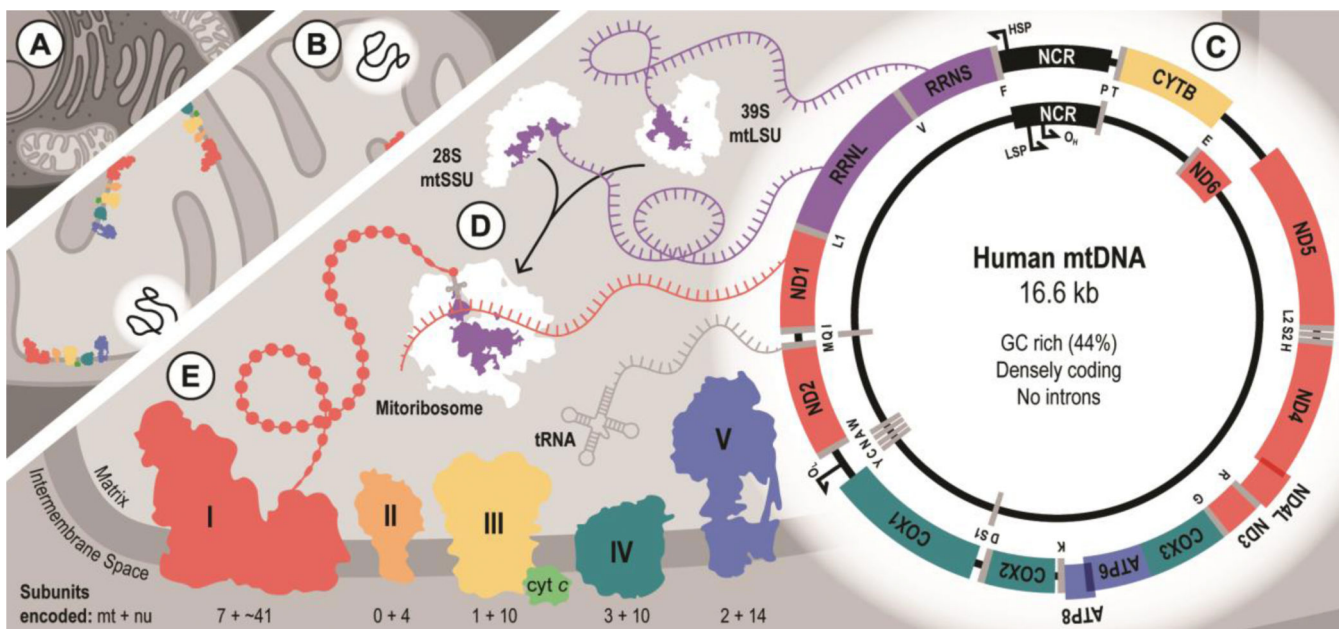 A
B
C
D
E
28S
mtSSU
39S
mtLSU
Mitoribosome
tRNA
I
II
III
IV
V
cyt c
Matrix
Intermembrane Space
Subunits
encoded: mt + nu
7 + ~41
0 + 4
1 + 10
3 + 10
2 + 14
Human mtDNA
16.6 kb
GC rich (44%)
Densely coding
No introns
HSP
NCR
F
P T
CYTB
NCR
LSP
OH
E
ND6
ND5
L2 S2 H
ND4
ND4L
ND3
R
G
COX3
ATP6
ATP8
K
COX2
D S1
COX1
OL
Y C N A W
ND2
M Q I
ND1
L1
RRNL
V
RRNS